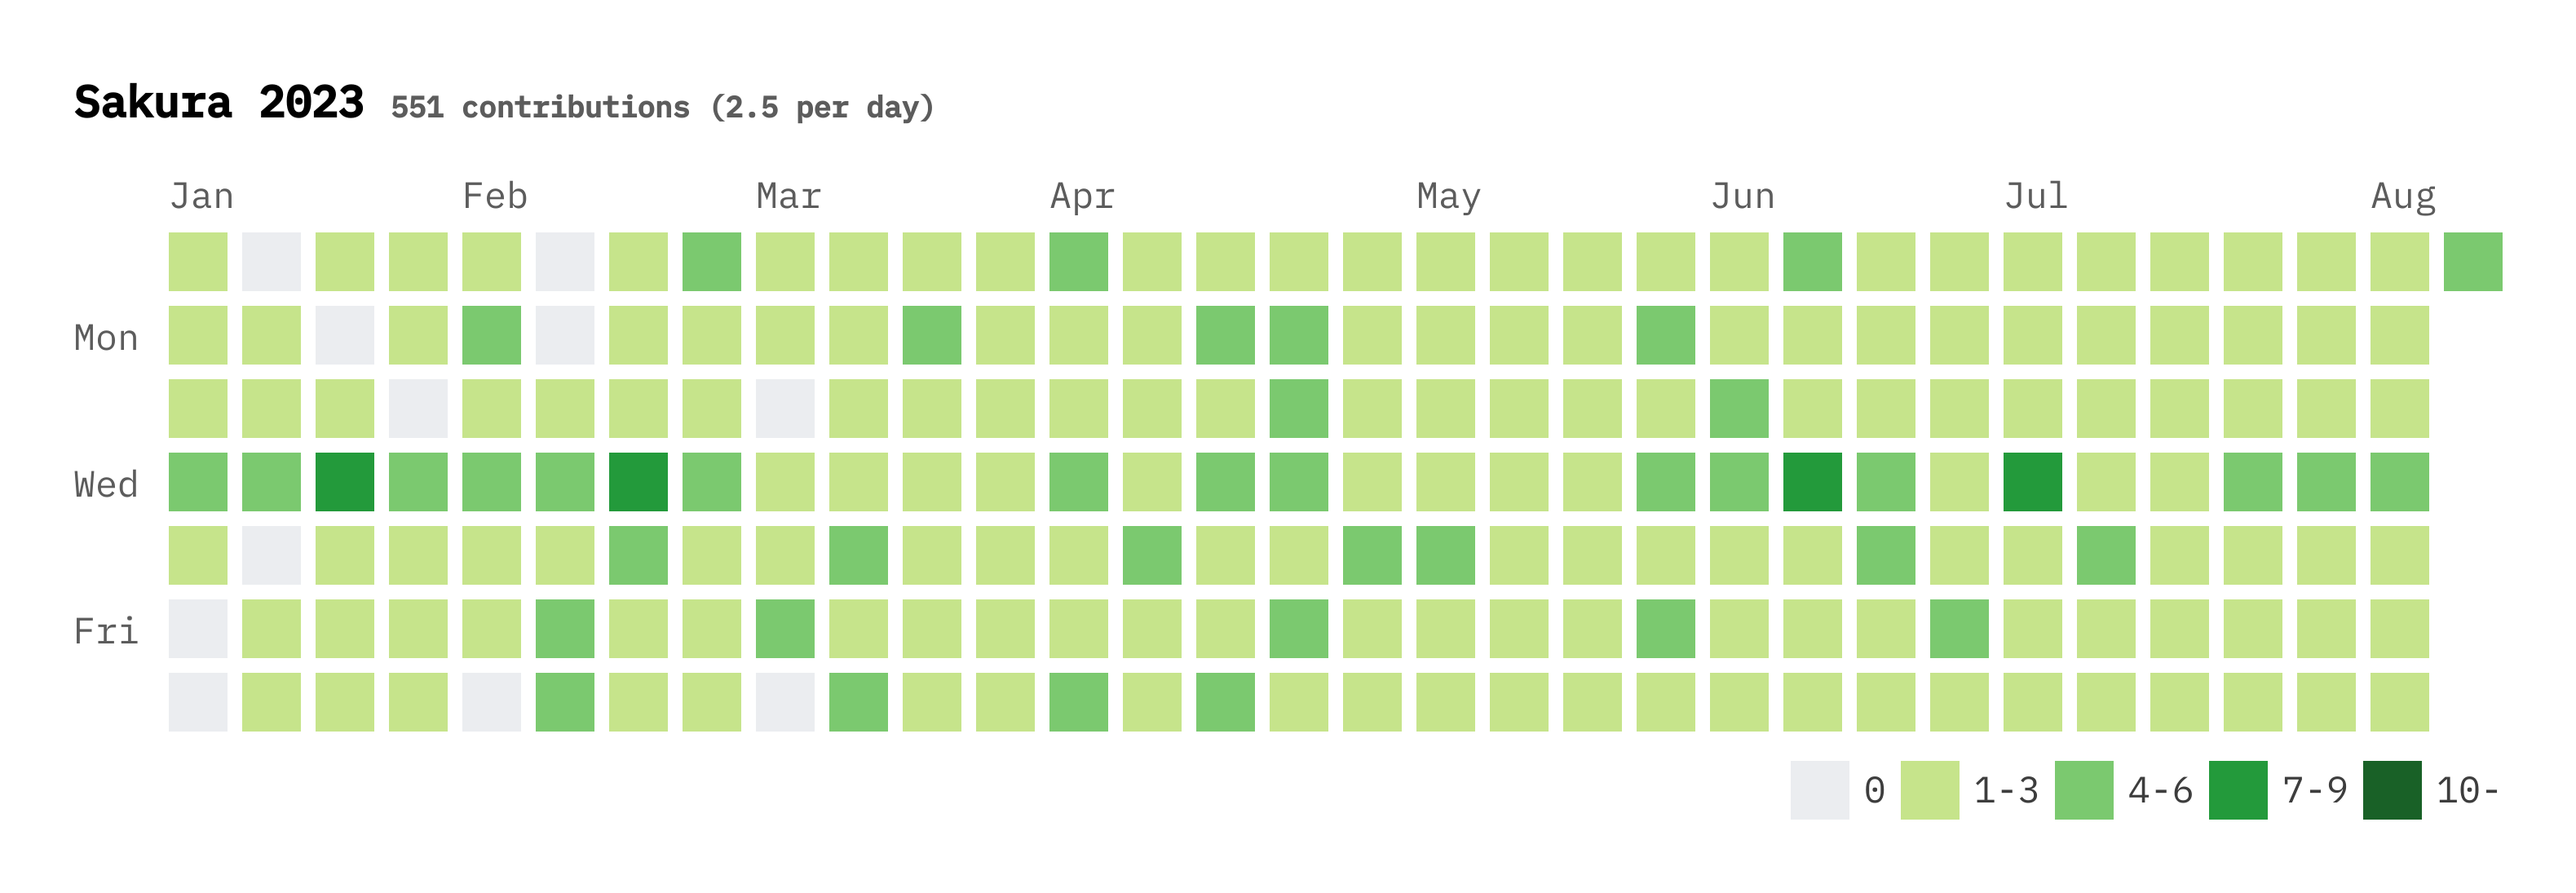 Sakura 2023 551 contributions (2.5 per day)
Jan Feb Mar Apr May Jun Jul Aug
Mon
Wed
Fri
0 1-3 4-6 7-9 10-